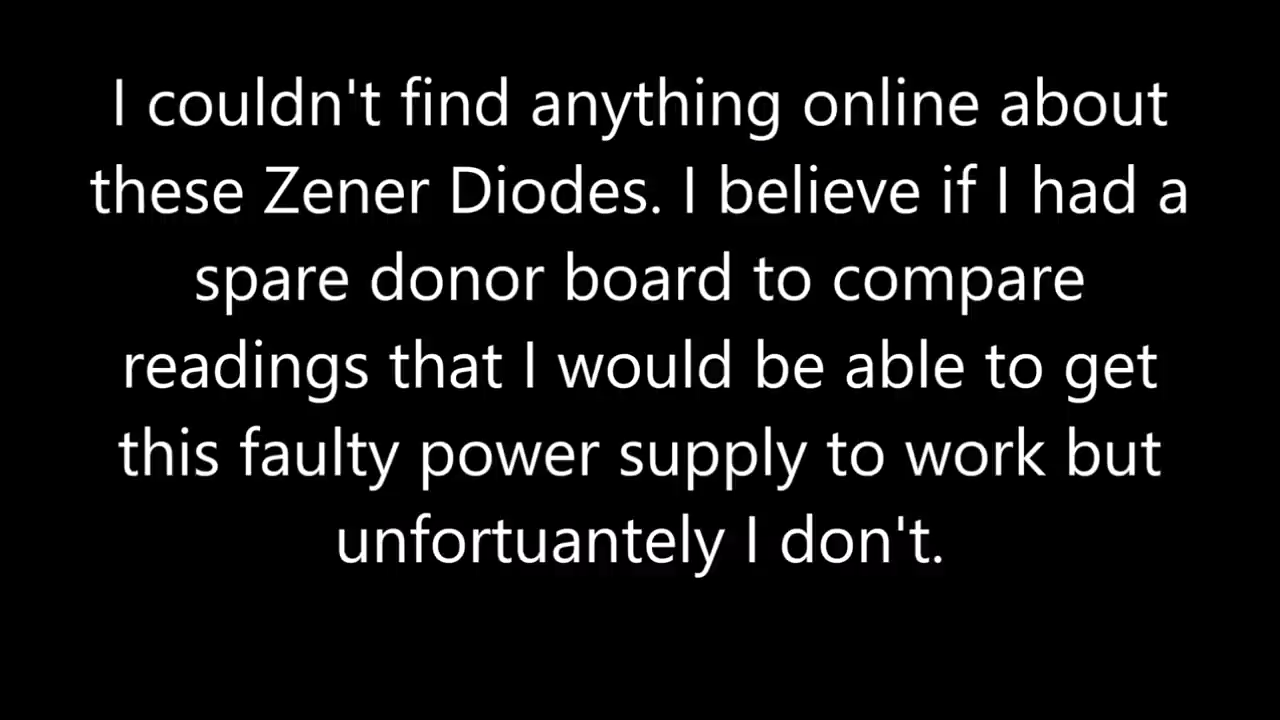 I couldn't find anything online about
these Zener Diodes. I believe if I had a
spare donor board to compare
readings that I would be able to get
this faulty power supply to work but
unfortuantely I don't.